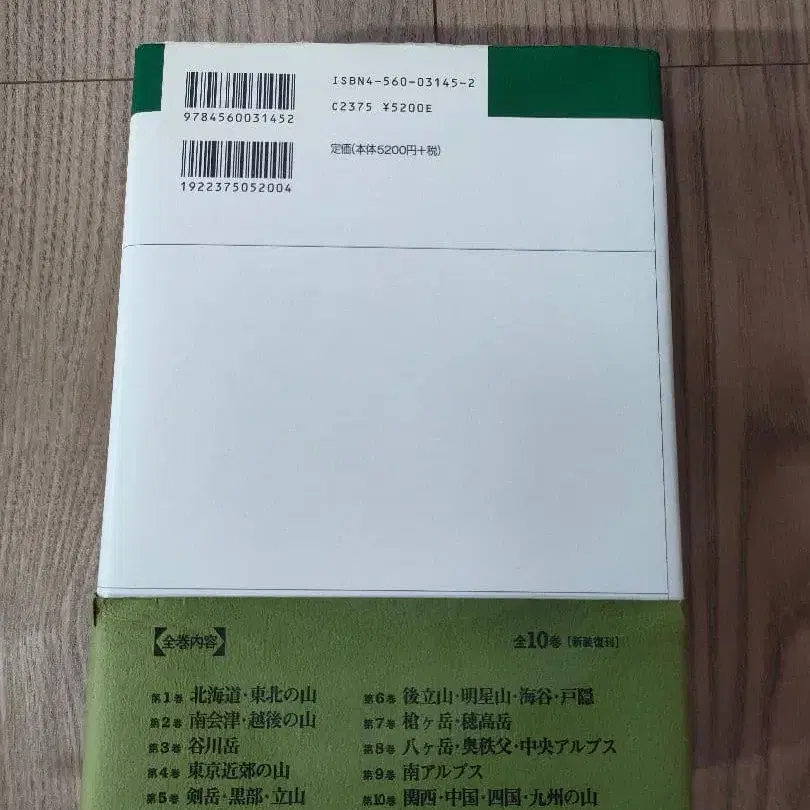 ISBN4-560-03145-2
C2375 ¥5200E
9784560031452
定価(本体5200円+税)
1922375052004
【全巻内容】
全10巻【新装復刊】
第1巻 北海道・東北の山
第2巻 南会津・越後の山
第3巻 谷川岳
第4巻 東京近郊の山
第5巻 剣岳・黒部・立山
第6巻 後立山・明星山・海谷・戸隠
第7巻 槍ヶ岳・穂高岳
第8巻 八ヶ岳・奥秩父・中央アルプス
第9巻 南アルプス
第10巻 関西・中国・四国・九州の山